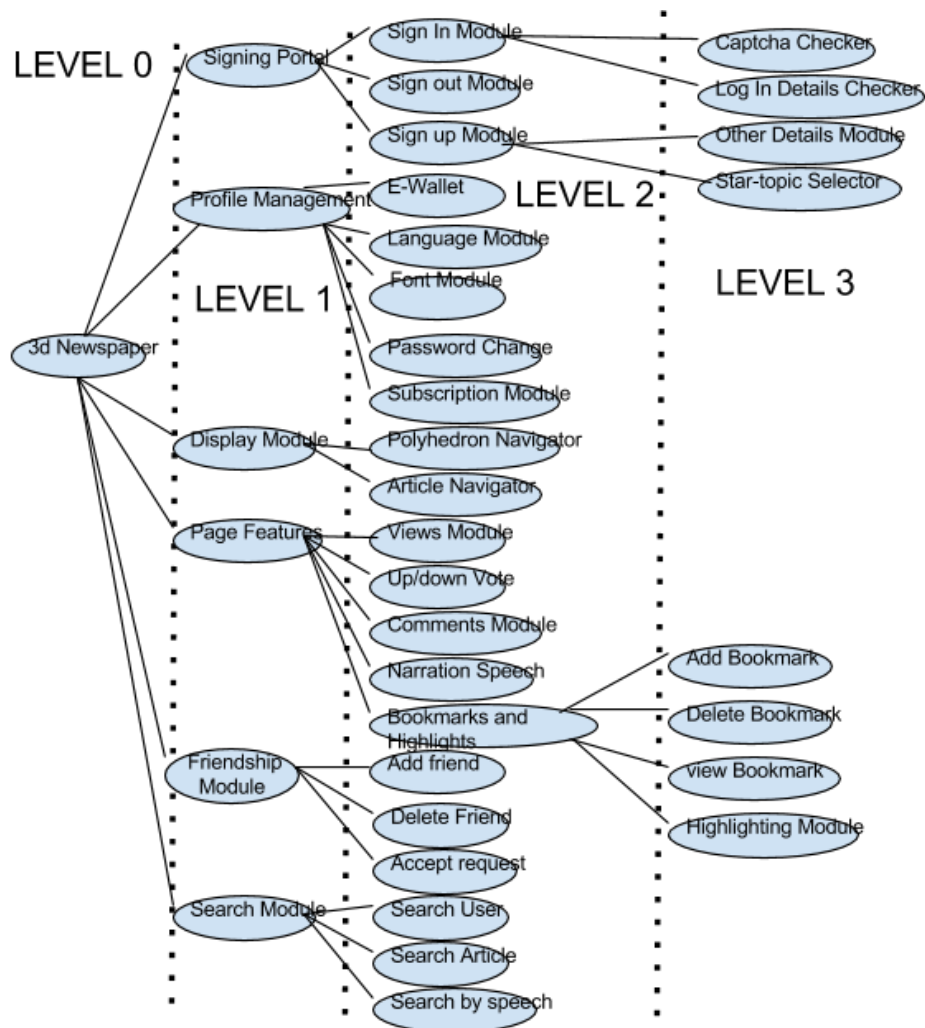 LEVEL 0
Signing Portal
Sign In Module
Captcha Checker
Log In Details Checker
Sign out Module
Sign up Module
Other Details Module
Star-topic Selector
Profile Management
E-Wallet
LEVEL 2
Language Module
Font Module
LEVEL 1
LEVEL 3
3d Newspaper
Password Change
Subscription Module
Display Module
Polyhedron Navigator
Article Navigator
Page Features
Views Module
Up/down Vote
Comments Module
Narration Speech
Add Bookmark
Bookmarks and
Highlights
Delete Bookmark
Friendship
Module
Add friend
view Bookmark
Delete Friend
Highlighting Module
Accept request
Search Module
Search User
Search Article
Search by speech